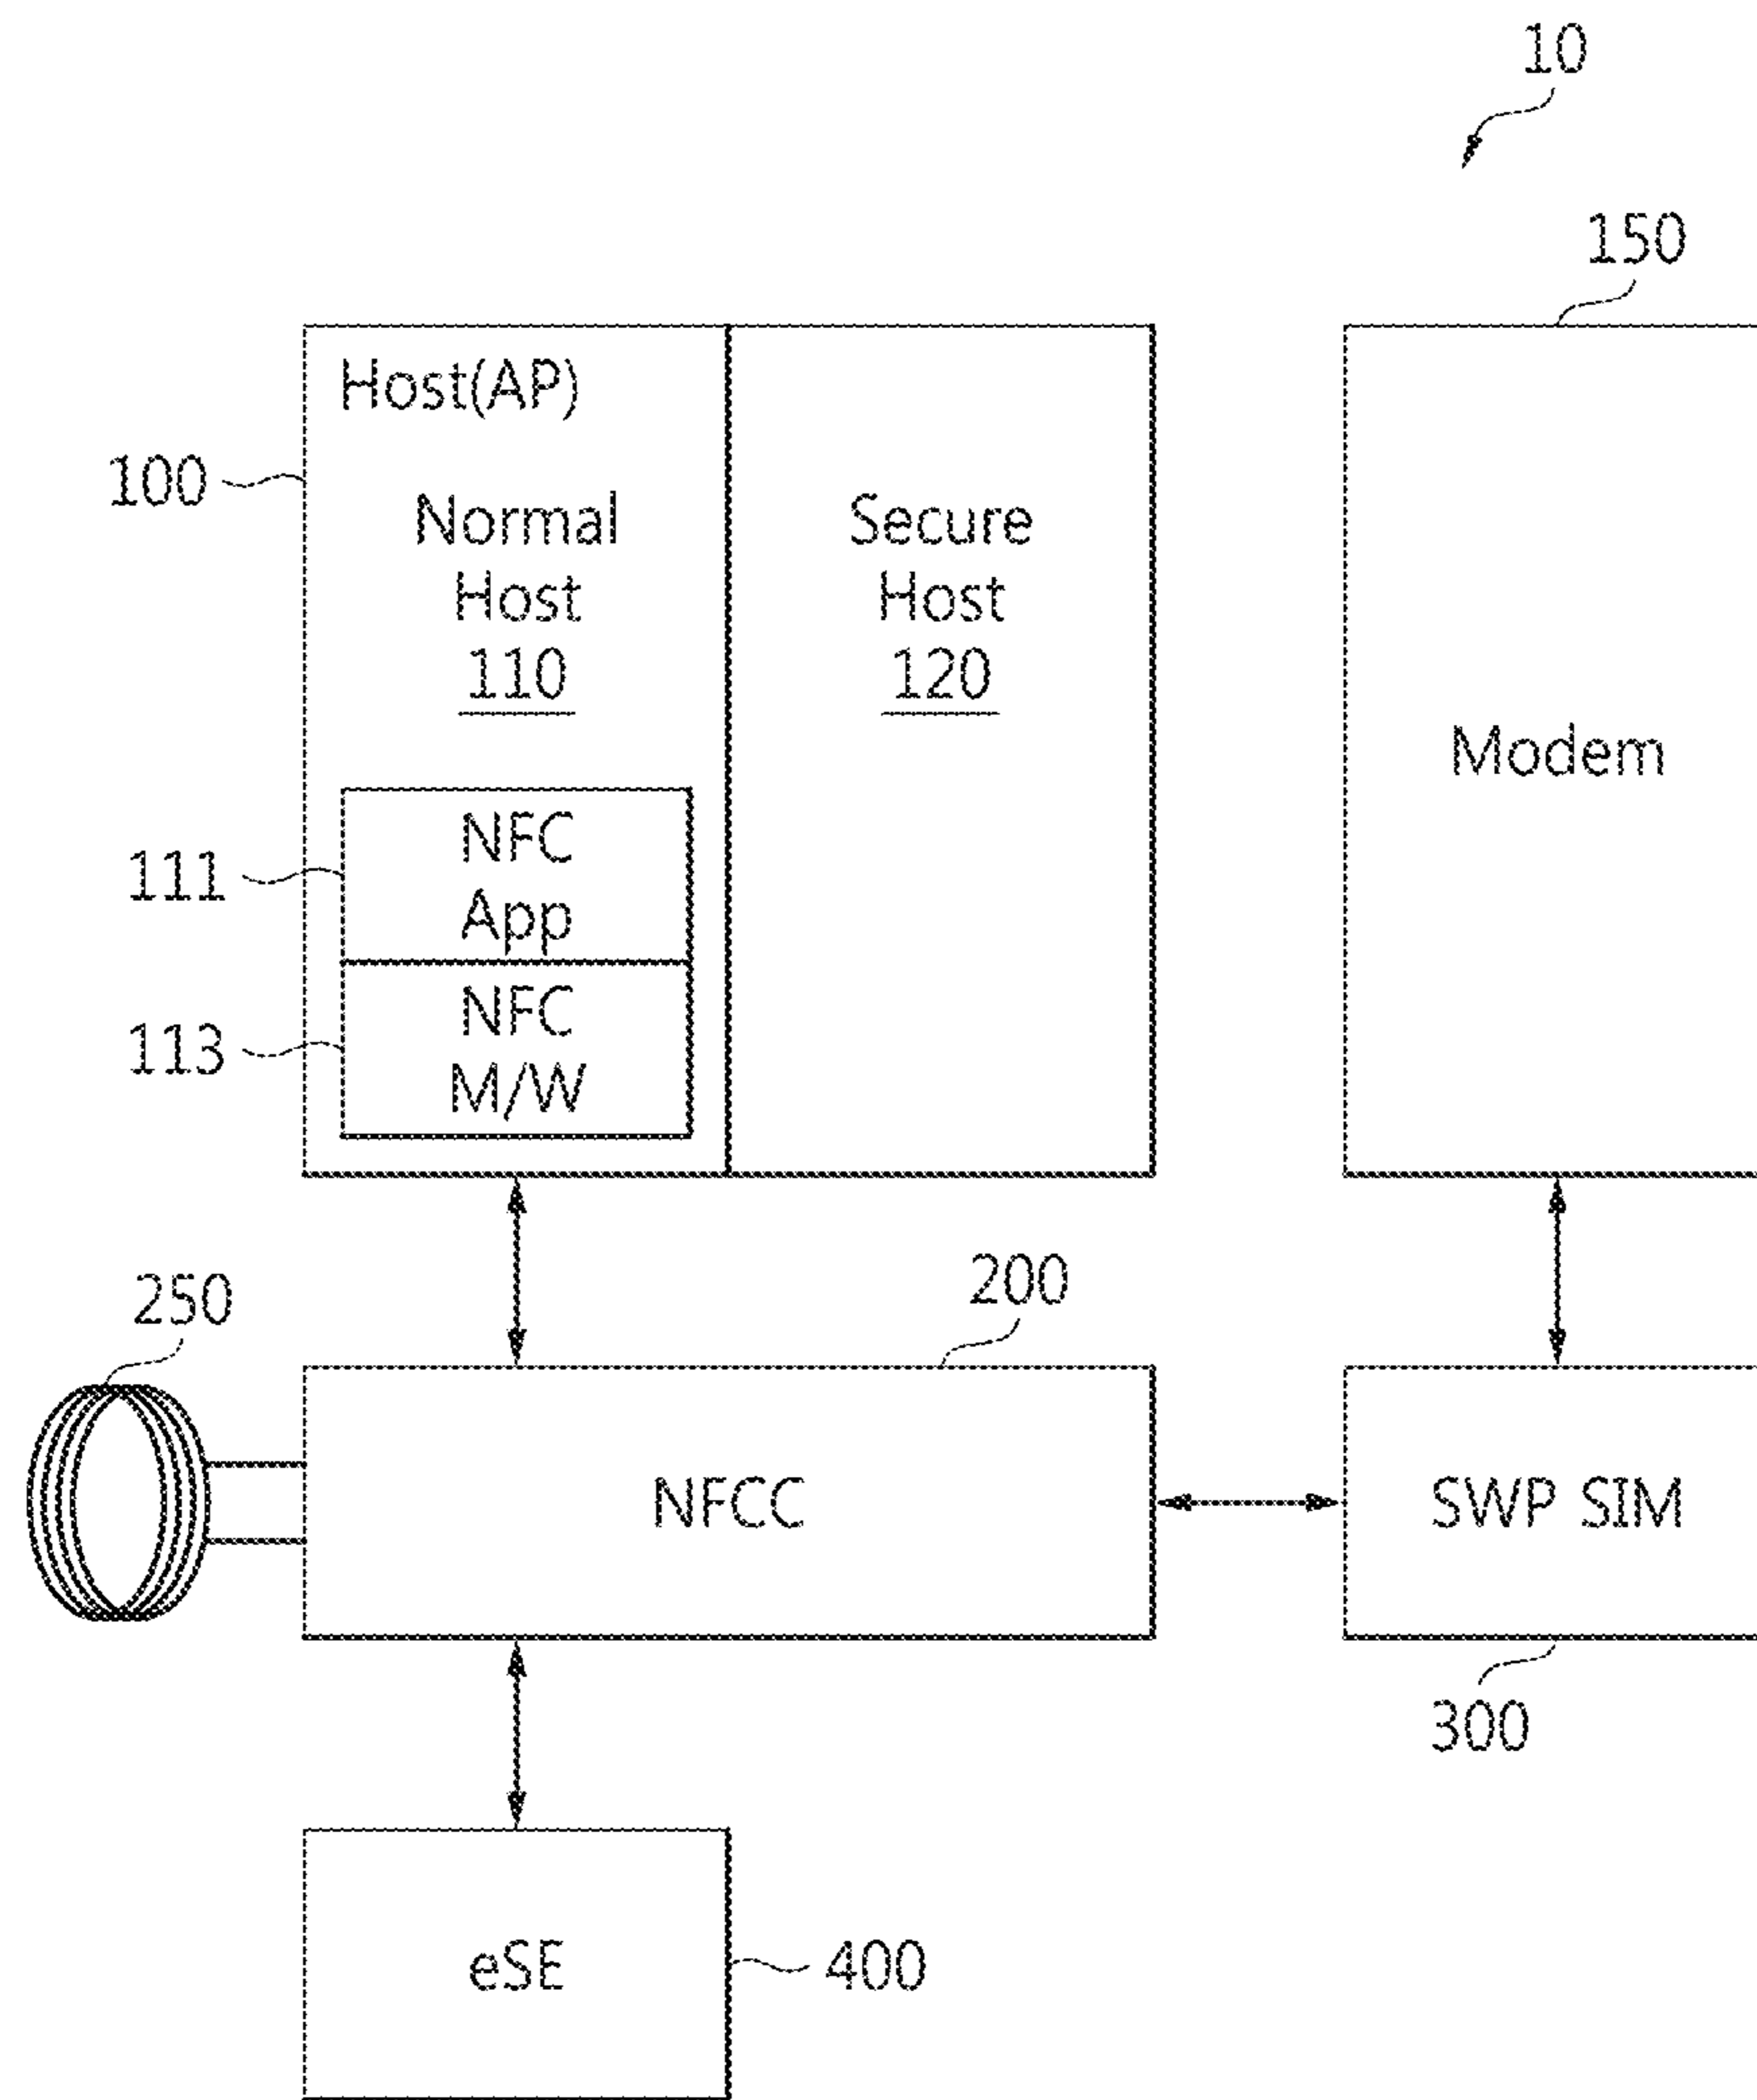 10
150
Host(AP)
100
Normal
Host
110
Secure
Host
120
Modem
111
NFC
App
113
NFC
M/W
250
200
NFCC
SWP SIM
300
eSE
400